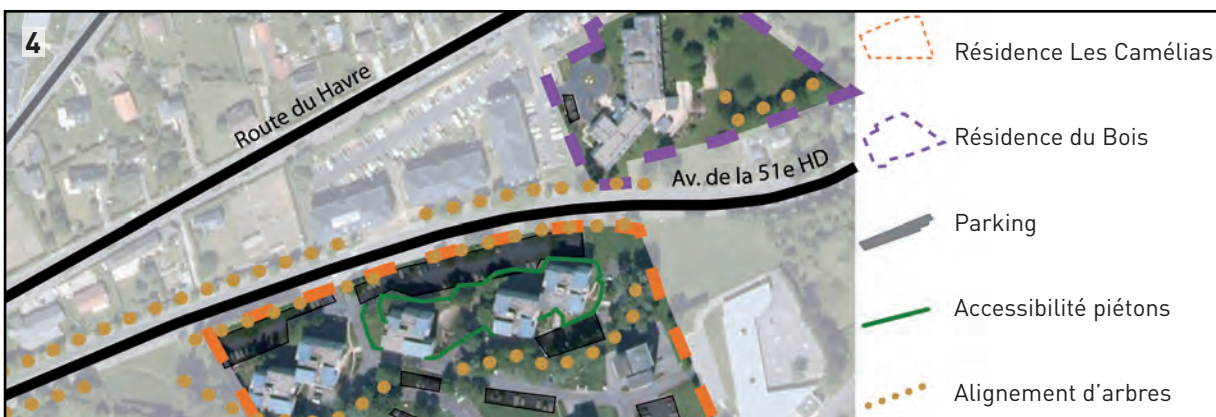 4
Route du Havre
Av. de la 51e HD
Résidence Les Camélias
Résidence du Bois
Parking
Accessibilité piétons
Alignement d'arbres